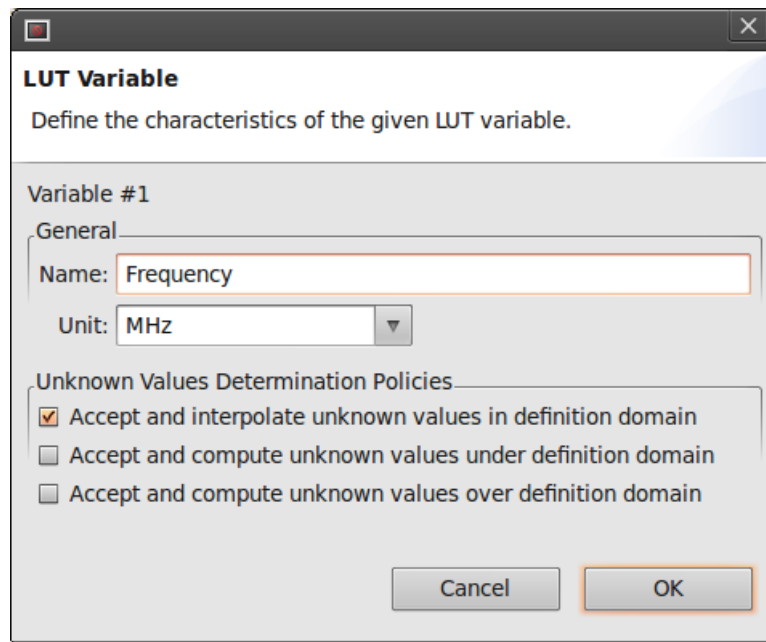 LUT Variable
Define the characteristics of the given LUT variable.
Variable #1
General
Name: Frequency
Unit: MHz
Unknown Values Determination Policies
Accept and interpolate unknown values in definition domain
Accept and compute unknown values under definition domain
Accept and compute unknown values over definition domain
Cancel OK